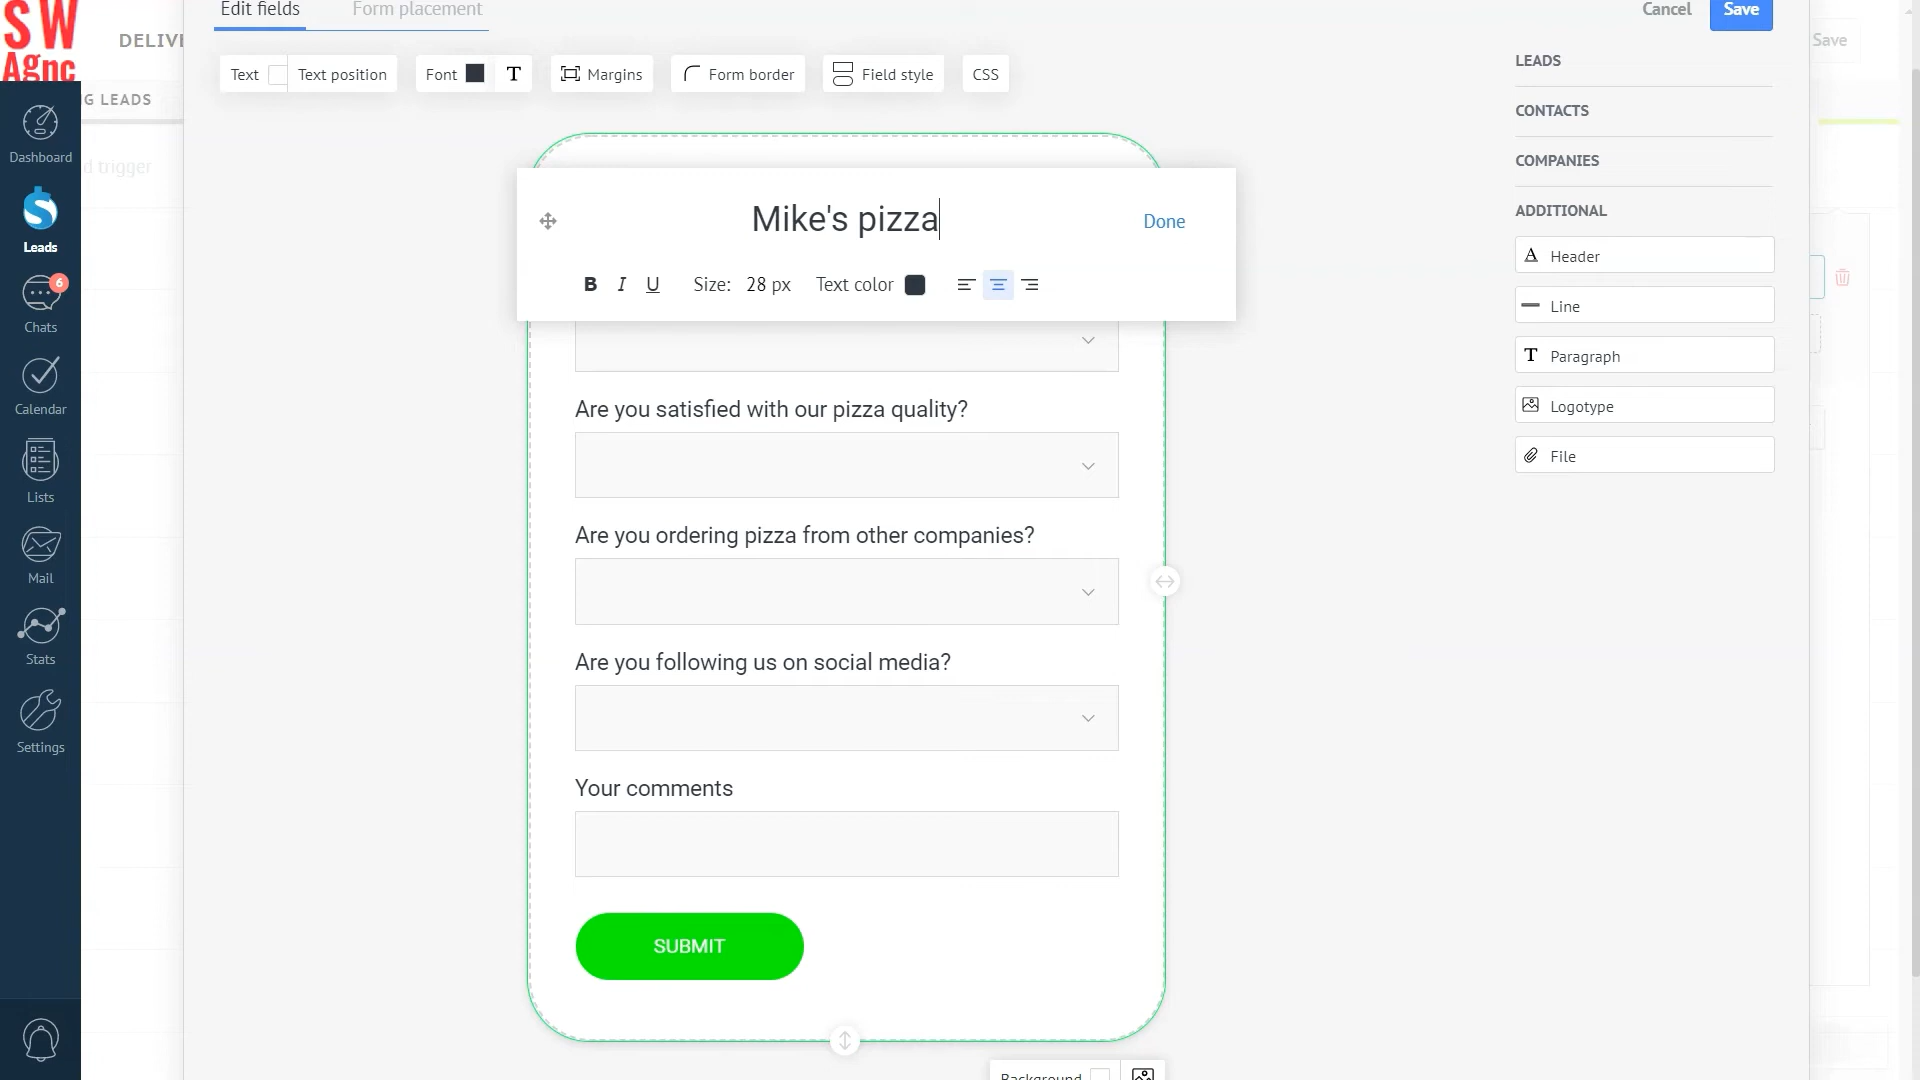 SW
Agnc
DELIVE
G LEADS
d trigger
Dashboard
Leads
6
Chats
Calendar
Lists
Mail
Stats
Settings
Edit fields
Form placement
Cancel
Save
Save
Text
Text position
Font
T
Margins
Form border
Field style
CSS
Mike's pizza
Done
B I U Size: 28 px Text color
Are you satisfied with our pizza quality?
Are you ordering pizza from other companies?
Are you following us on social media?
Your comments
SUBMIT
Background
LEADS
CONTACTS
COMPANIES
ADDITIONAL
A Header
Line
T Paragraph
Logotype
File